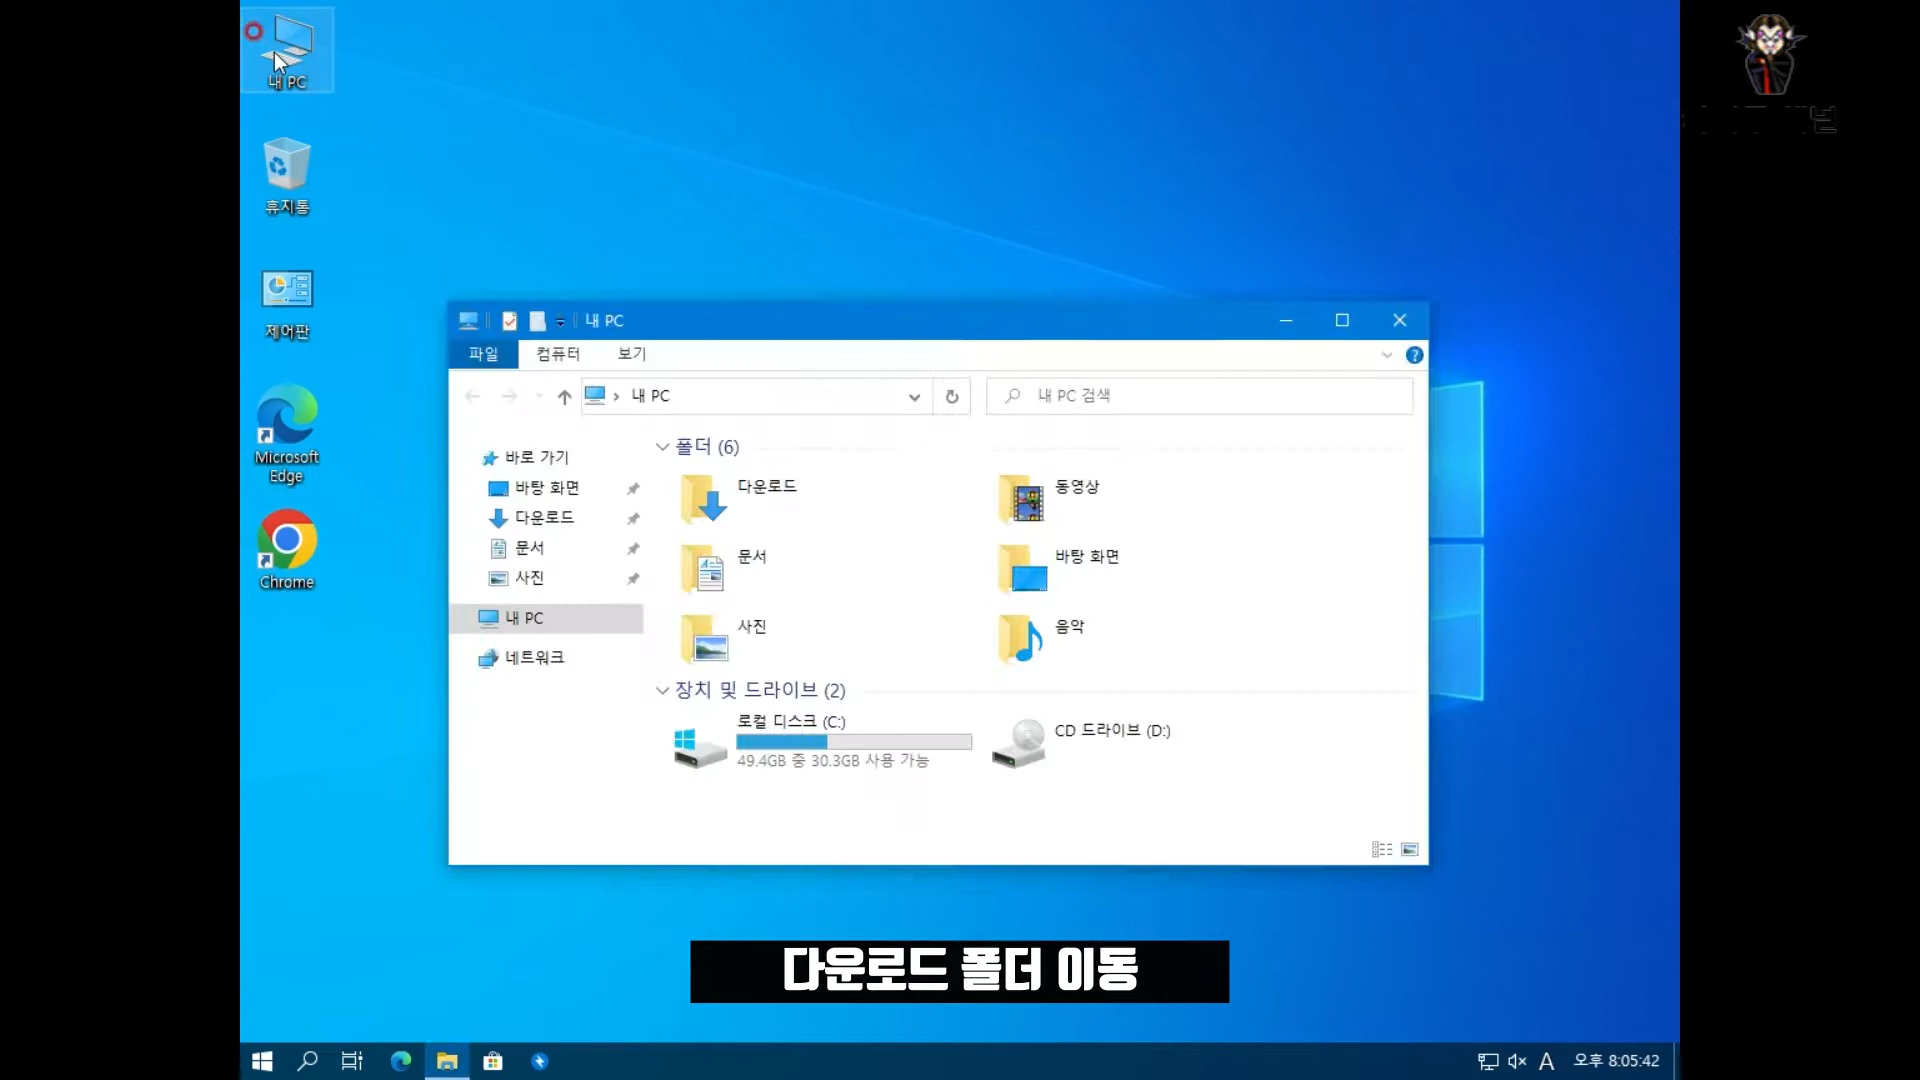 내 PC
휴지통
제어판
Microsoft
Edge
Chrome
내 PC
파일 컴퓨터 보기
내 PC
내 PC 검색
바로 가기
바탕 화면
다운로드
문서
사진
내 PC
네트워크
폴더 (6)
다운로드
동영상
문서
바탕 화면
사진
음악
장치 및 드라이브 (2)
로컬 디스크 (C:)
49.4GB 중 30.3GB 사용 가능
CD 드라이브 (D:)
다운로드 폴더 이동
A 오후 8:05:42